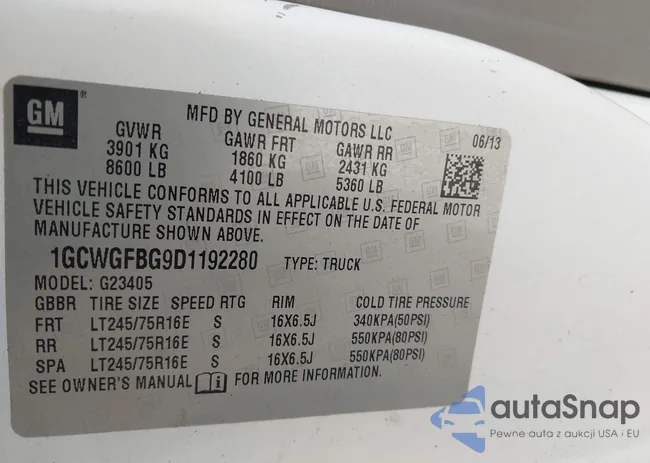 GM ®
MFD BY GENERAL MOTORS LLC
GVWR GAWR FRT GAWR RR 06/13
3901 KG 1860 KG 2431 KG
8600 LB 4100 LB 5360 LB
THIS VEHICLE CONFORMS TO ALL APPLICABLE U.S. FEDERAL MOTOR
VEHICLE SAFETY STANDARDS IN EFFECT ON THE DATE OF
MANUFACTURE SHOWN ABOVE.
1GCWGFBG9D1192280 TYPE: TRUCK
MODEL: G23405
GBBR TIRE SIZE SPEED RTG RIM COLD TIRE PRESSURE
FRT LT245/75R16E S 16X6.5J 340KPA(50PSI)
RR LT245/75R16E S 16X6.5J 550KPA(80PSI)
SPA LT245/75R16E S 16X6.5J 550KPA(80PSI)
SEE OWNER'S MANUAL FOR MORE INFORMATION.
autaSnap
Pewne auta z aukcji USA i EU